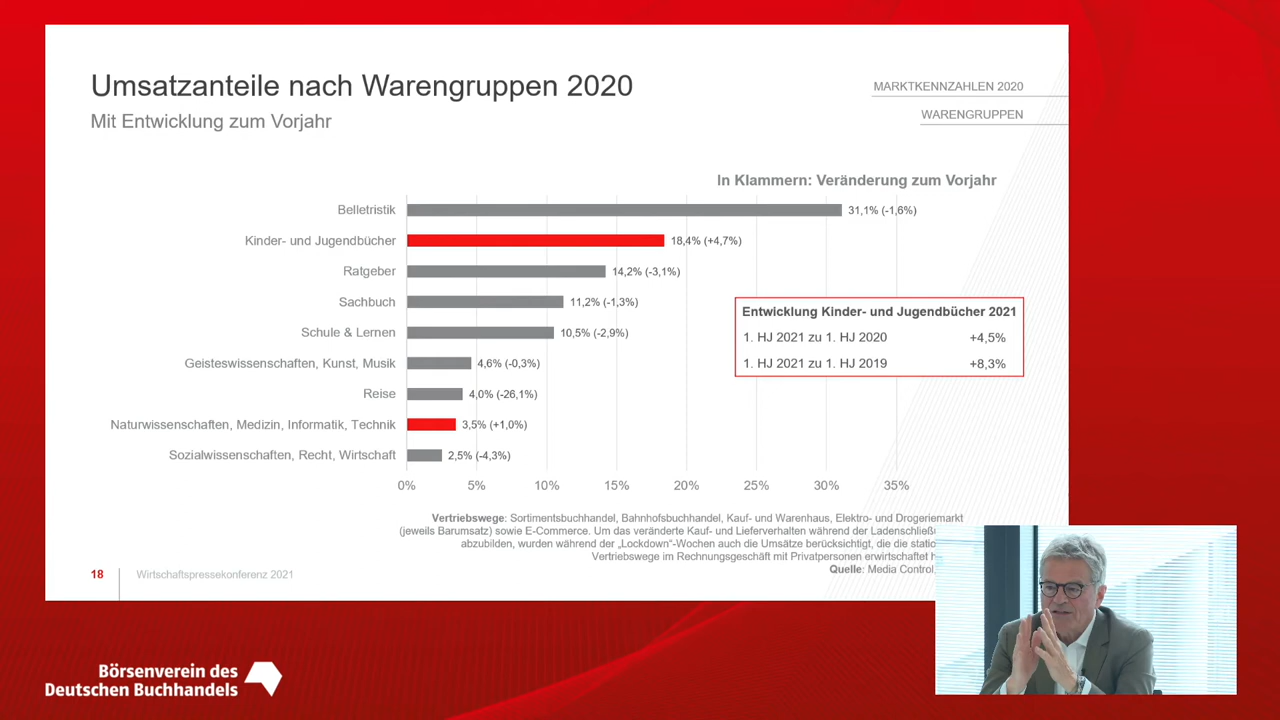 Umsatzanteile nach Warengruppen 2020
Mit Entwicklung zum Vorjahr
MARKTKENNZAHLEN 2020
WARENGRUPPEN
In Klammern: Veränderung zum Vorjahr
Belletristik 31,1% (-1,6%)
Kinder- und Jugendbücher 18,4% (+4,7%)
Ratgeber 14,2% (-3,1%)
Sachbuch 11,2% (-1,3%)
Schule & Lernen 10,5% (-2,9%)
Geisteswissenschaften, Kunst, Musik 4,6% (-0,3%)
Reise 4,0% (-26,1%)
Naturwissenschaften, Medizin, Informatik, Technik 3,5% (+1,0%)
Sozialwissenschaften, Recht, Wirtschaft 2,5% (-4,3%)
0% 5% 10% 15% 20% 25% 30% 35%
Entwicklung Kinder- und Jugendbücher 2021
1. HJ 2021 zu 1. HJ 2020 +4,5%
1. HJ 2021 zu 1. HJ 2019 +8,3%
Vertriebswege: Sortimentsbuchhandel, Bahnhofsbuchhandel, Kauf- und Warenhaus, Elektro- und Drogeriemarkt
(jeweils Barumsatz) sowie E-Commerce. Um das veränderte Kauf- und Lieferverhalten während der
abzubilden, wurden während der „Lockdown“-Wochen auch die Umsätze berücksichtigt, die die
Vertriebswege im Rechnungsgeschäft mit Privatpersonen erwirtschaftet
Quelle: Media Control,
18 Wirtschaftspressekonferenz 2021
Börsenverein des
Deutschen Buchhandels